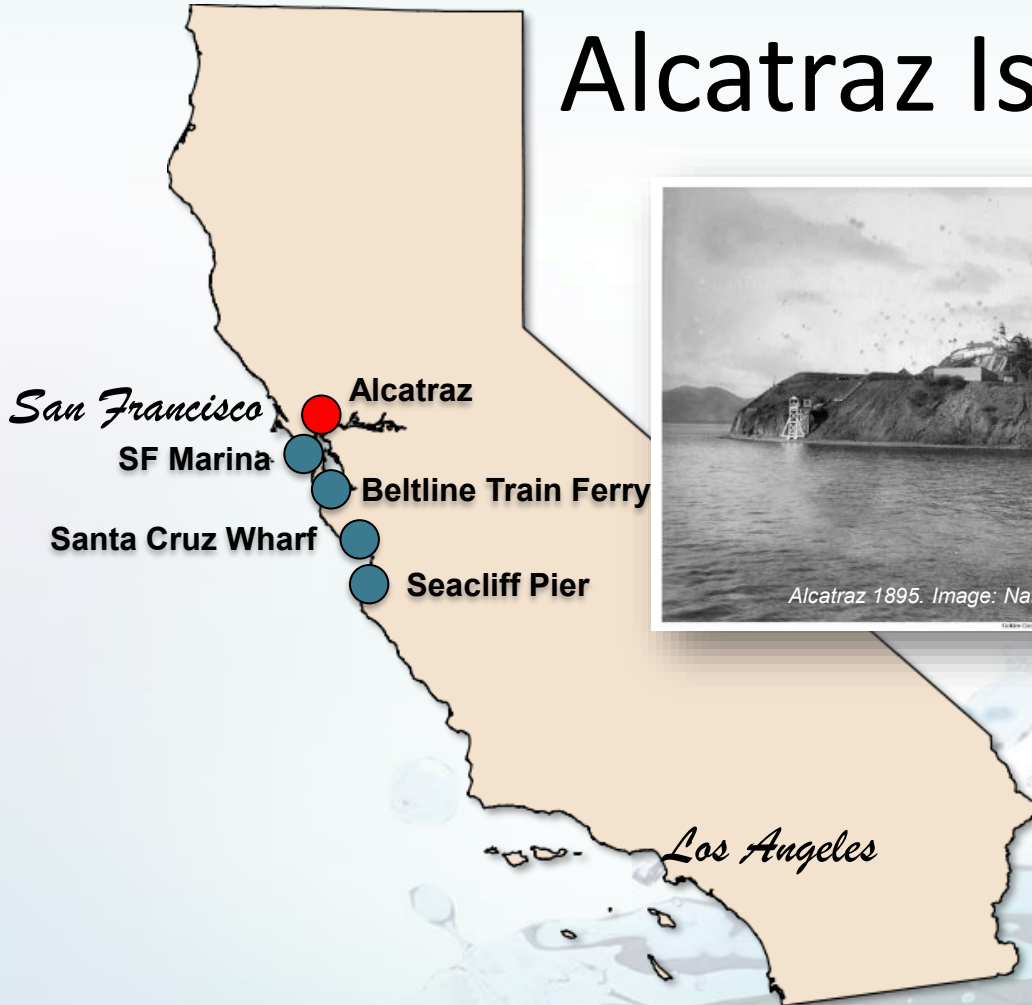 Alcatraz Is
San Francisco
Alcatraz
SF Marina
Beltline Train Ferry
Santa Cruz Wharf
Seacliff Pier
Alcatraz 1895. Image: Na
Los Angeles